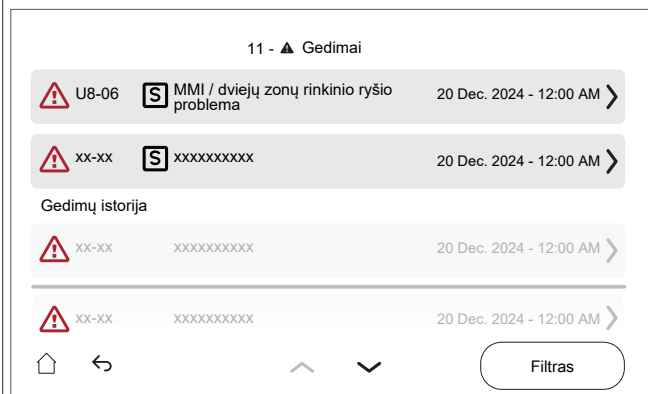 11 - Gedimai
U8-06 S MMI / dviejų zonų rinkinio ryšio 20 Dec. 2024 - 12:00 AM
problema
xx-xx S xxxxxxxxxx 20 Dec. 2024 - 12:00 AM
Gedimų istorija
xx-xx xxxxxxxxxx 20 Dec. 2024 - 12:00 AM
xx-xx xxxxxxxxxx 20 Dec. 2024 - 12:00 AM
Filtras